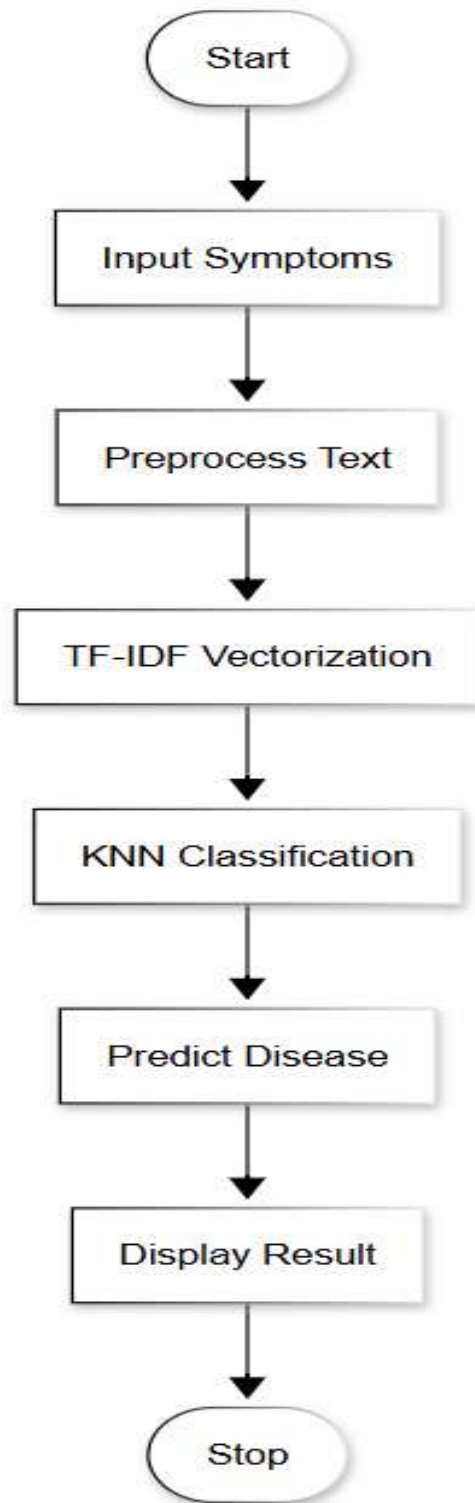 Start
Input Symptoms
Preprocess Text
TF-IDF Vectorization
KNN Classification
Predict Disease
Display Result
Stop